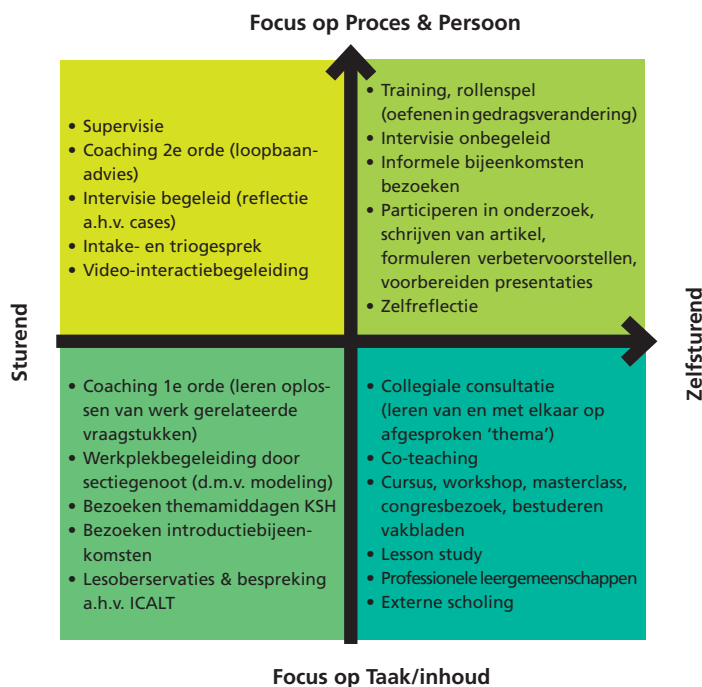 Focus op Proces & Persoon
• Supervisie
• Coaching 2e orde (loopbaan-
advies)
• Intervisie begeleid (reflectie
a.h.v. cases)
• Intake- en triogesprek
• Video-interactiebegeleiding
• Training, rollenspel
(oefenen in gedragsverandering)
• Intervisie onbegeleid
• Informele bijeenkomsten
bezoeken
• Participeren in onderzoek,
schrijven van artikel,
formuleren verbetervoorstellen,
voorbereiden presentaties
• Zelfreflectie
Sturend
Zelfsturend
• Coaching 1e orde (leren oplos-
sen van werk gerelateerde
vraagstukken)
• Werkplekbegeleiding door
sectiegenoot (d.m.v. modeling)
• Bezoeken themamiddagen KSH
• Bezoeken introductiebijeen-
komsten
• Lesoberservaties & bespreking
a.h.v. ICALT
• Collegiale consultatie
(leren van en met elkaar op
afgesproken ‘thema’)
• Co-teaching
• Cursus, workshop, masterclass,
congresbezoek, bestuderen
vakbladen
• Lesson study
• Professionele leergemeenschappen
• Externe scholing
Focus op Taak/inhoud